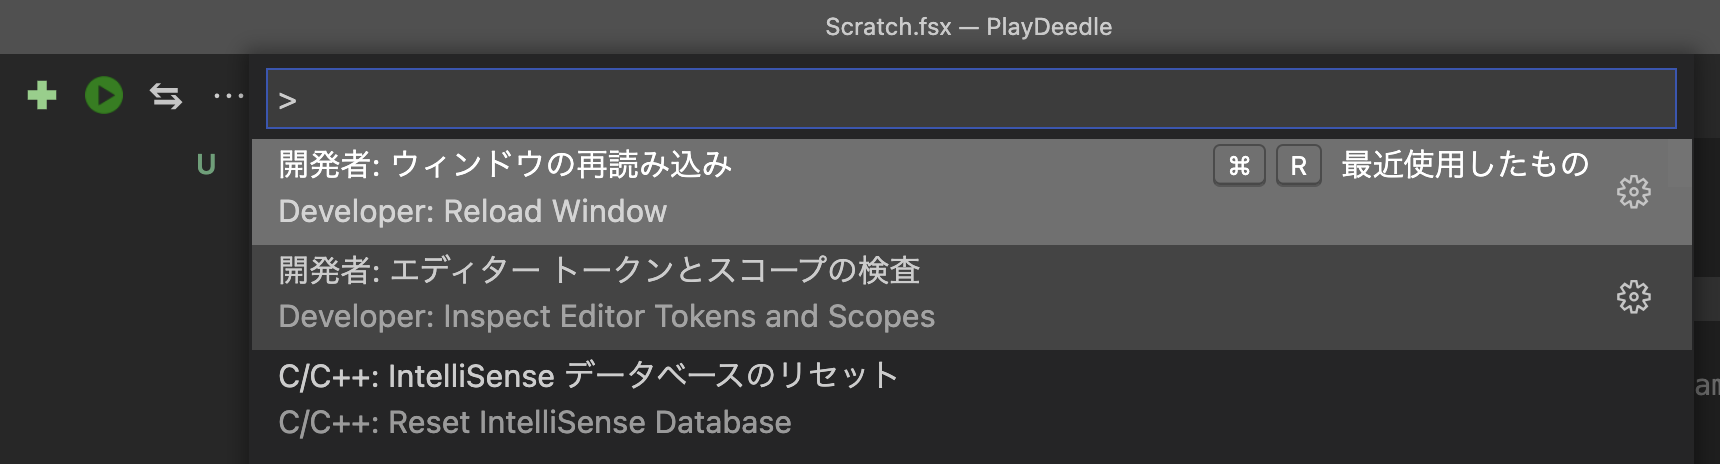 Scratch.fsx — PlayDeedle
>
U
開発者: ウィンドウの再読み込み ⌘ R 最近使用したもの
Developer: Reload Window
開発者: エディター トークンとスコープの検査
Developer: Inspect Editor Tokens and Scopes
C/C++: IntelliSense データベースのリセット
am
C/C++: Reset IntelliSense Database